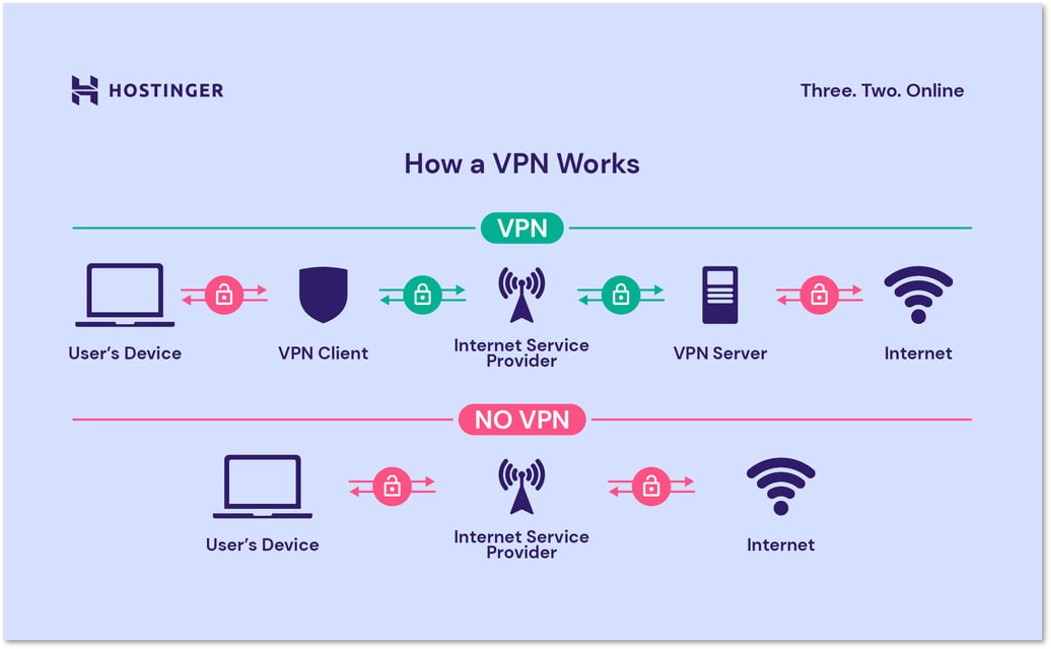 HOSTINGER
Three. Two. Online
How a VPN Works
VPN
User’s Device
VPN Client
Internet Service
Provider
VPN Server
Internet
NO VPN
User’s Device
Internet Service
Provider
Internet